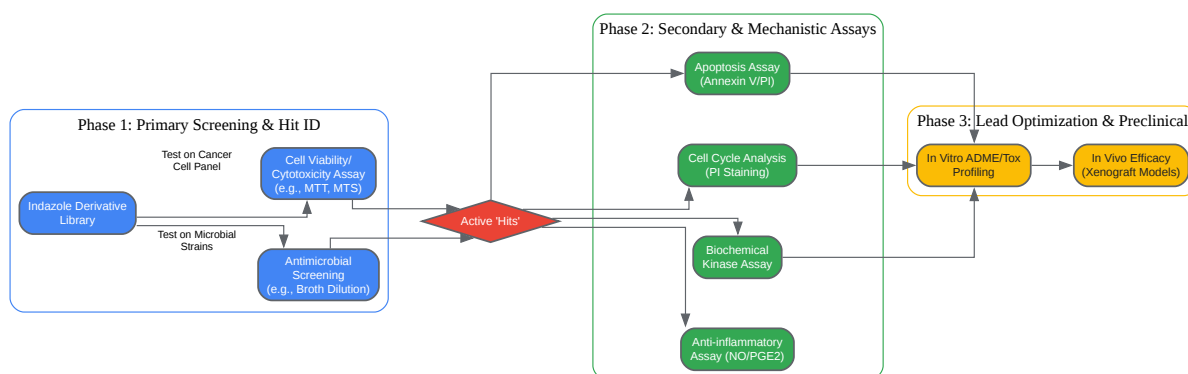 Phase 1: Primary Screening & Hit ID
Test on Cancer
Cell Panel
Cell Viability/
Cytotoxicity Assay
(e.g., MTT, MTS)
Indazole Derivative
Library
Test on Microbial
Strains
Antimicrobial
Screening
(e.g., Broth Dilution)
Active 'Hits'
Phase 2: Secondary & Mechanistic Assays
Apoptosis Assay
(Annexin V/PI)
Cell Cycle Analysis
(PI Staining)
Biochemical
Kinase Assay
Anti-inflammatory
Assay (NO/PGE2)
Phase 3: Lead Optimization & Preclinical
In Vitro ADME/Tox
Profiling
In Vivo Efficacy
(Xenograft Models)